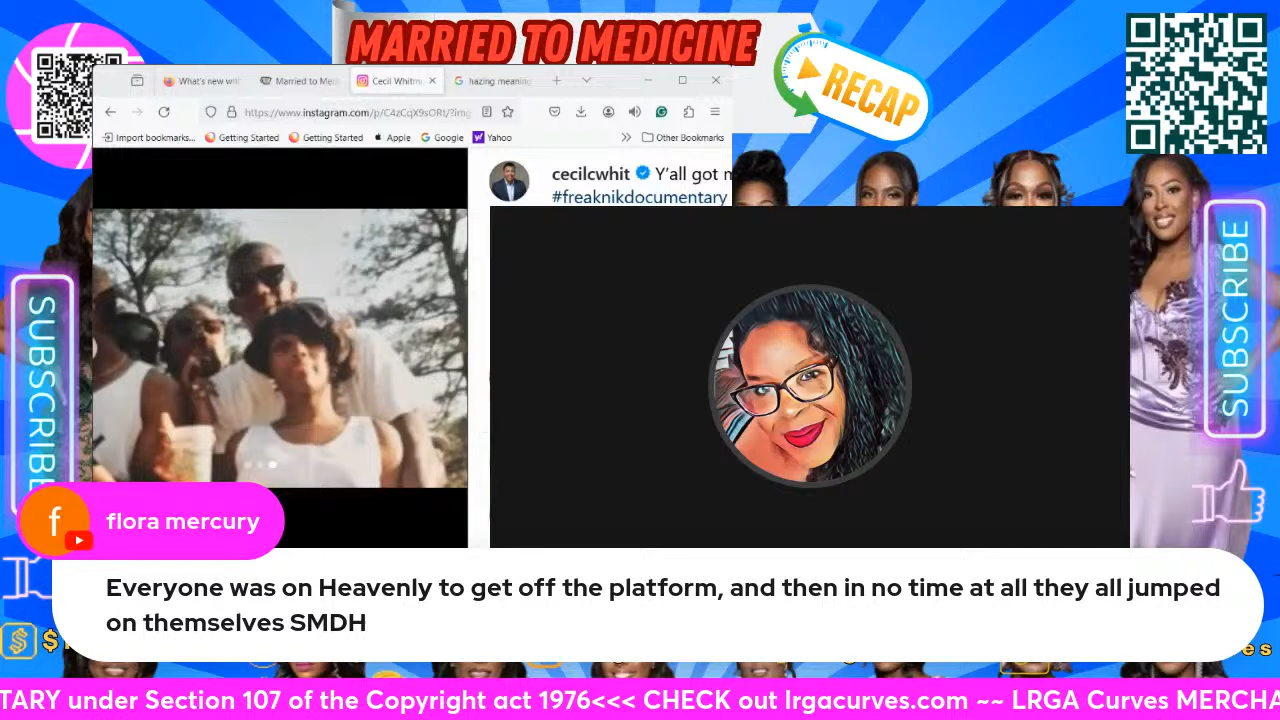 MARRIED TO MEDICINE
RECAP
What's new wit
Married to Me
Cecil Whitm
hazing meaning
https://www.instagram.com/p/C4zCqX9sORt/?img
Import bookmarks...
Getting Started
Getting Started
Apple
Google
Yahoo
Other Bookmarks
cecilcwhit Y'all got m
#freaknikdocumentary
SUBSCRIBE
SUBSCRIBE
f
flora mercury
Everyone was on Heavenly to get off the platform, and then in no time at all they all jumped
on themselves SMDH
TARY under Section 107 of the Copyright act 1976<<< CHECK out lrgacurves.com ~~ LRGA Curves MERCHA